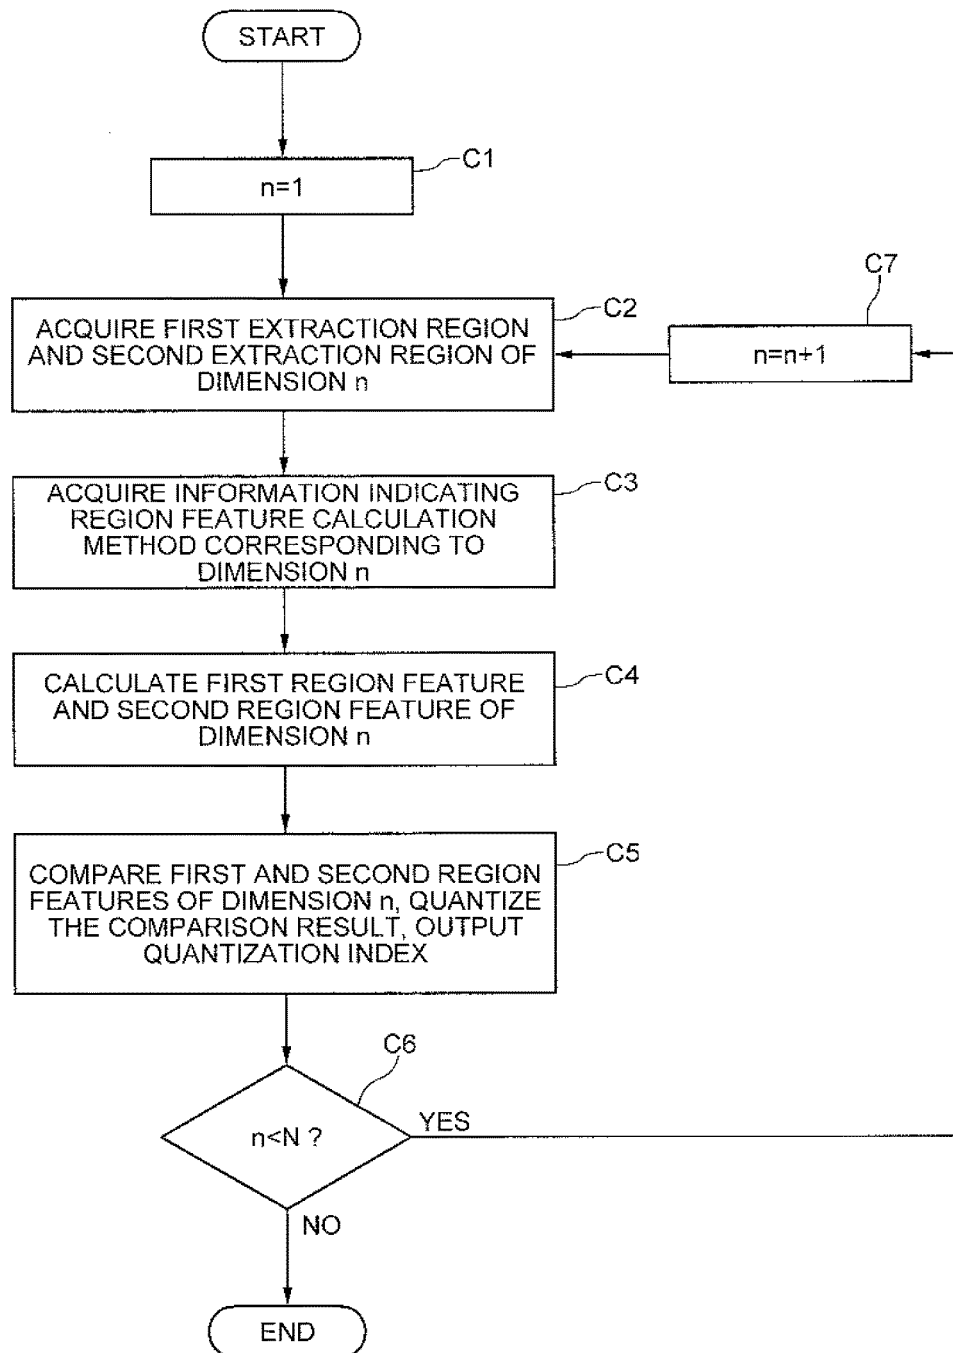 START
C1
n=1
C7
C2
ACQUIRE FIRST EXTRACTION REGION
AND SECOND EXTRACTION REGION OF
DIMENSION n
n=n+1
C3
ACQUIRE INFORMATION INDICATING
REGION FEATURE CALCULATION
METHOD CORRESPONDING TO
DIMENSION n
C4
CALCULATE FIRST REGION FEATURE
AND SECOND REGION FEATURE OF
DIMENSION n
C5
COMPARE FIRST AND SECOND REGION
FEATURES OF DIMENSION n, QUANTIZE
THE COMPARISON RESULT, OUTPUT
QUANTIZATION INDEX
C6
n<N ?
YES
NO
END